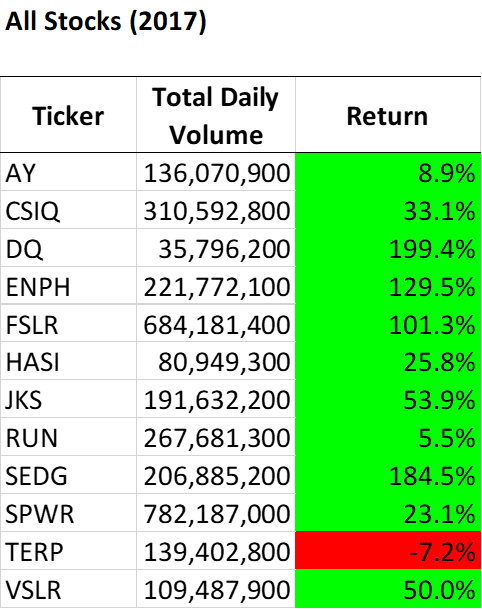 All Stocks (2017)
Ticker Total Daily Volume Return
AY 136,070,900 8.9%
CSIQ 310,592,800 33.1%
DQ 35,796,200 199.4%
ENPH 221,772,100 129.5%
FSLR 684,181,400 101.3%
HASI 80,949,300 25.8%
JKS 191,632,200 53.9%
RUN 267,681,300 5.5%
SEDG 206,885,200 184.5%
SPWR 782,187,000 23.1%
TERP 139,402,800 -7.2%
VSLR 109,487,900 50.0%